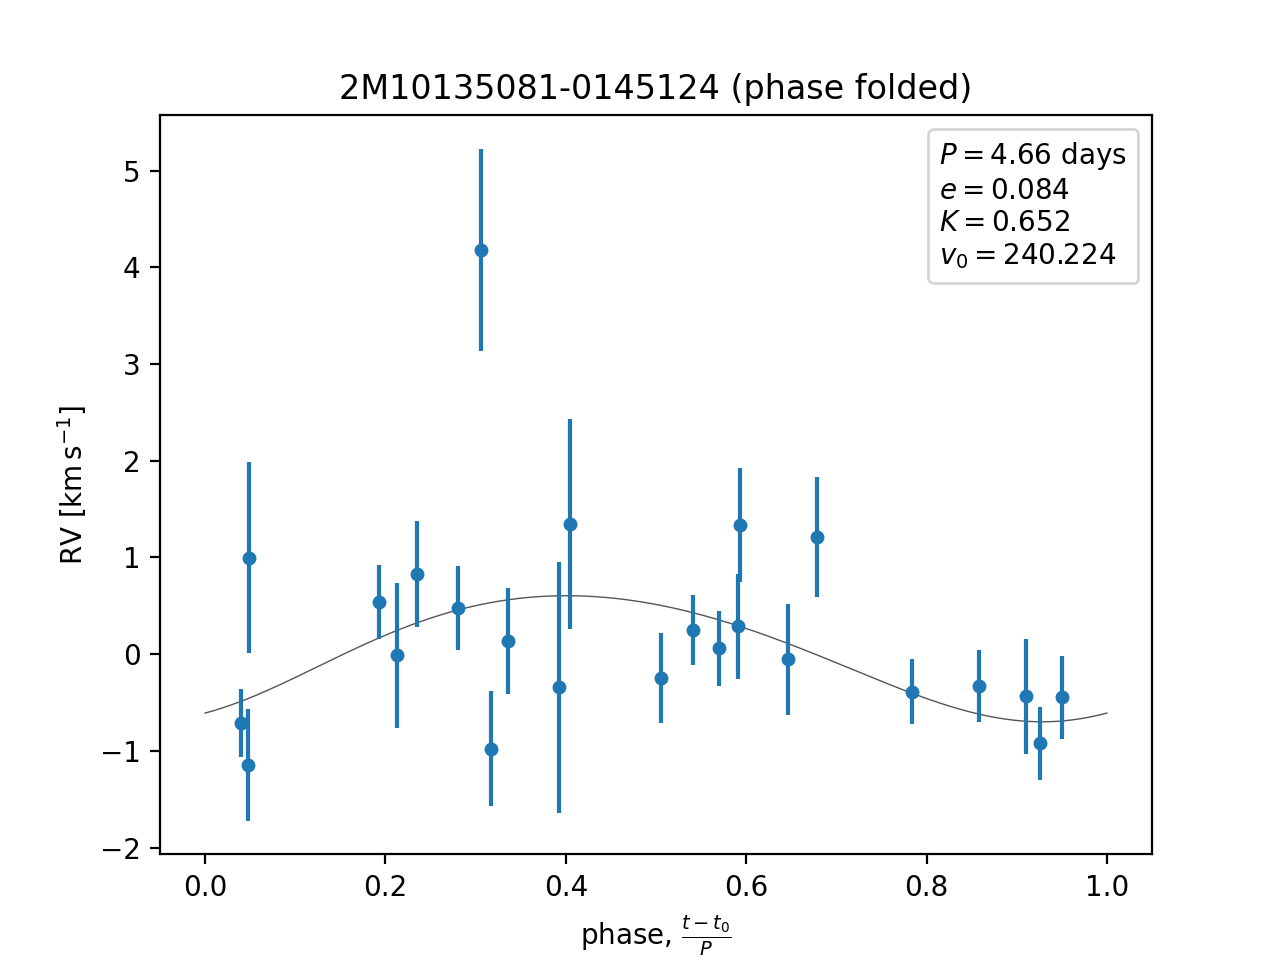 2M10135081-0145124 (phase folded)
P = 4.66 days
e = 0.084
K = 0.652
v₀ = 240.224
RV [km s⁻¹]
5
4
3
2
1
0
−1
−2
0.0 0.2 0.4 0.6 0.8 1.0
phase, (t − t₀)/P